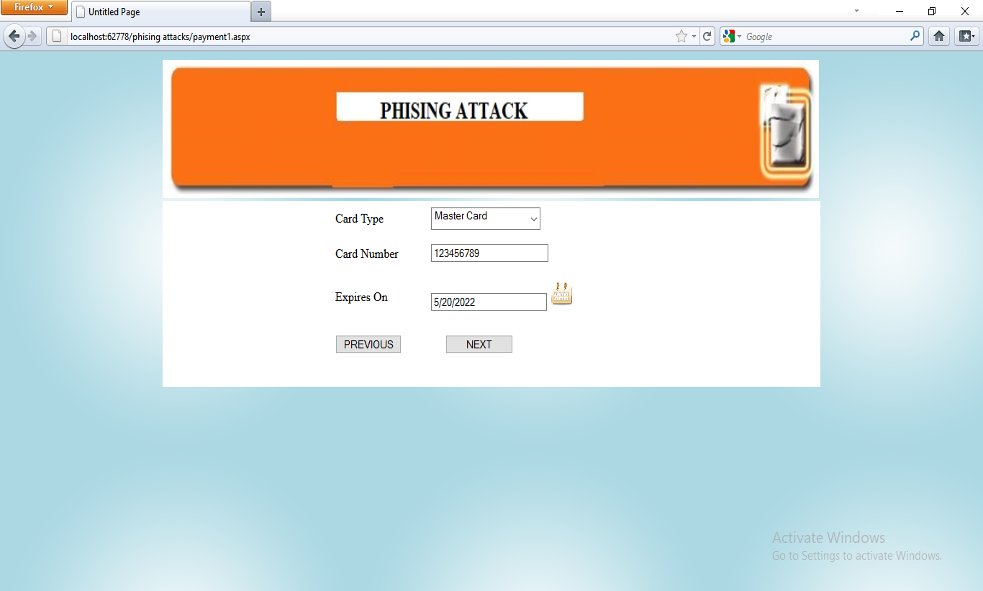 Firefox
Untitled Page
localhost:62778/phising attacks/payment1.aspx
Google
PHISING ATTACK
Card Type
Master Card
Card Number
123456789
Expires On
5/20/2022
PREVIOUS
NEXT
Activate Windows
Go to Settings to activate Windows.